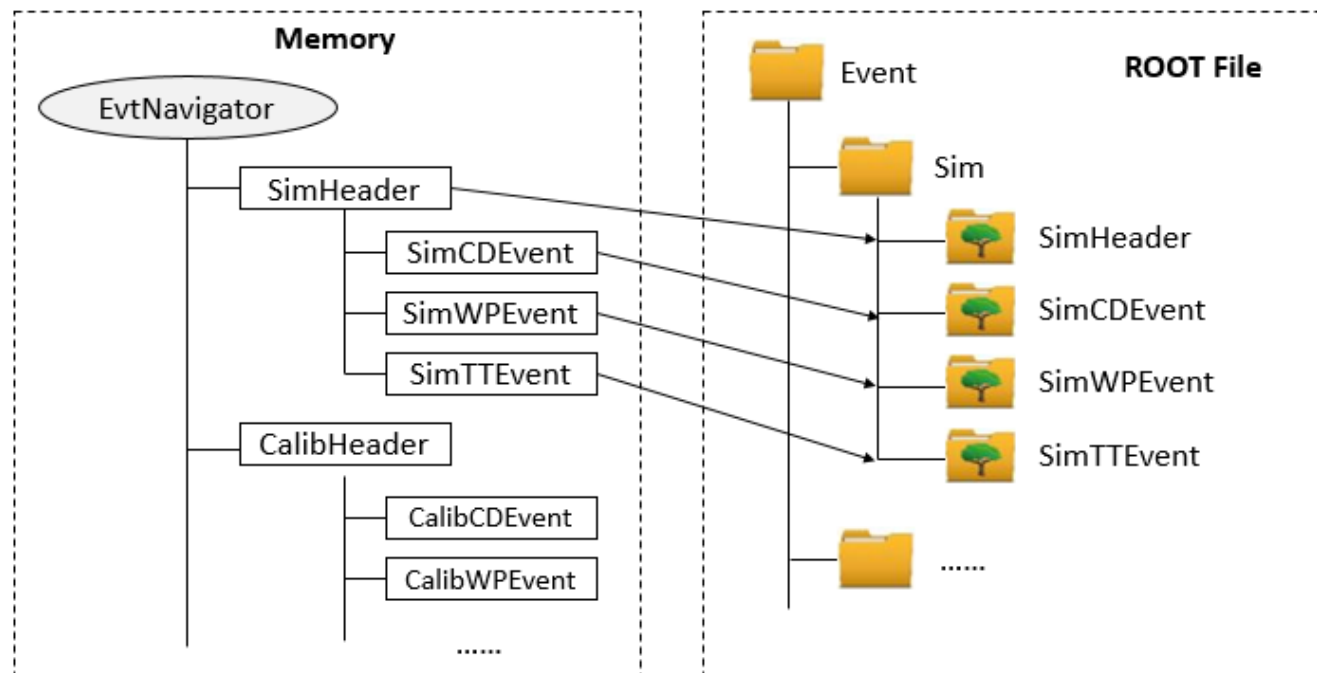 Memory
EvtNavigator
SimHeader
SimCDEvent
SimWPEvent
SimTTEvent
CalibHeader
CalibCDEvent
CalibWPEvent
......
ROOT File
Event
Sim
SimHeader
SimCDEvent
SimWPEvent
SimTTEvent
......